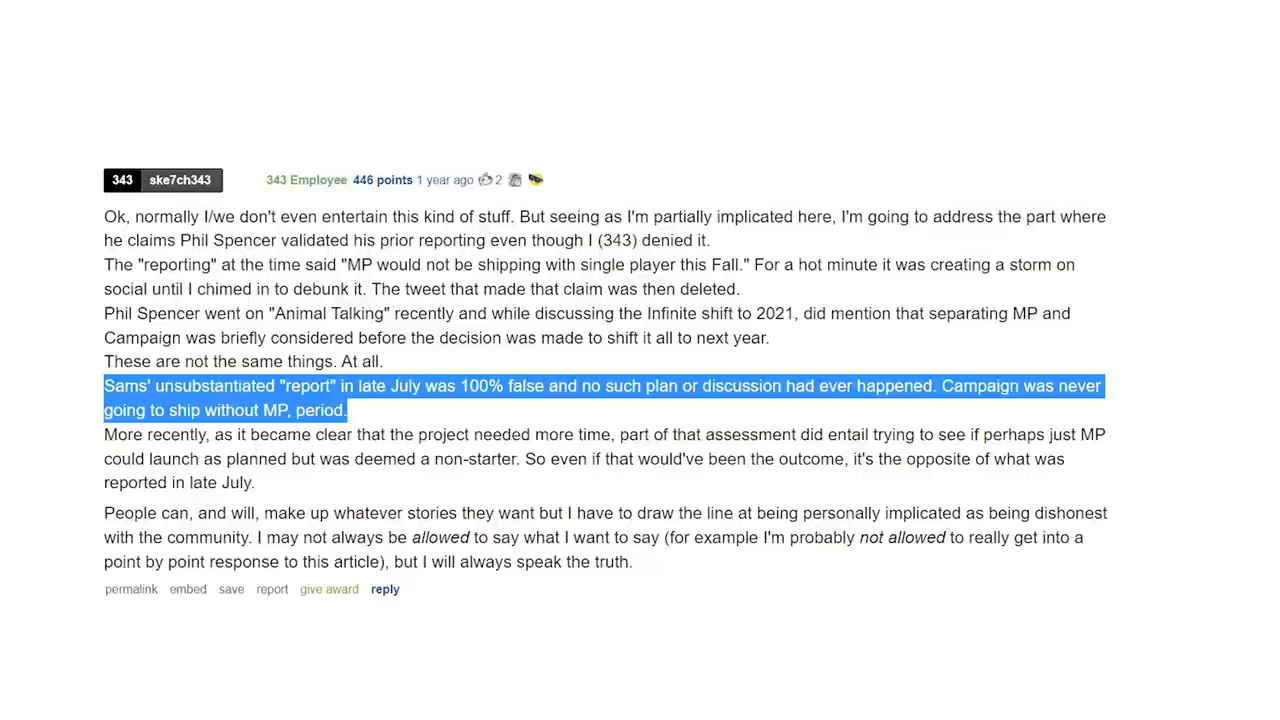 343 ske7ch343 343 Employee 446 points 1 year ago 2
Ok, normally I/we don't even entertain this kind of stuff. But seeing as I'm partially implicated here, I'm going to address the part where
he claims Phil Spencer validated his prior reporting even though I (343) denied it.
The "reporting" at the time said "MP would not be shipping with single player this Fall." For a hot minute it was creating a storm on
social until I chimed in to debunk it. The tweet that made that claim was then deleted.
Phil Spencer went on "Animal Talking" recently and while discussing the Infinite shift to 2021, did mention that separating MP and
Campaign was briefly considered before the decision was made to shift it all to next year.
These are not the same things. At all.
Sams' unsubstantiated "report" in late July was 100% false and no such plan or discussion had ever happened. Campaign was never
going to ship without MP, period.
More recently, as it became clear that the project needed more time, part of that assessment did entail trying to see if perhaps just MP
could launch as planned but was deemed a non-starter. So even if that would've been the outcome, it's the opposite of what was
reported in late July.
People can, and will, make up whatever stories they want but I have to draw the line at being personally implicated as being dishonest
with the community. I may not always be allowed to say what I want to say (for example I'm probably not allowed to really get into a
point by point response to this article), but I will always speak the truth.
permalink embed save report give award reply